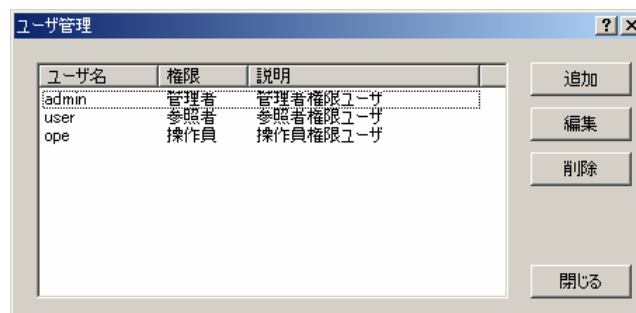 ユーザ管理
ユーザ名 権限 説明
admin 管理者 管理者権限ユーザ
user 参照者 参照者権限ユーザ
ope 操作員 操作員権限ユーザ
追加
編集
削除
閉じる